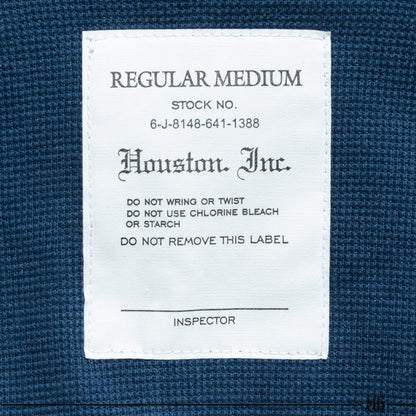 REGULAR MEDIUM
STOCK NO.
6-J-8148-641-1388
Houston. Inc.
DO NOT WRING OR TWIST
DO NOT USE CHLORINE BLEACH
OR STARCH
DO NOT REMOVE THIS LABEL
INSPECTOR